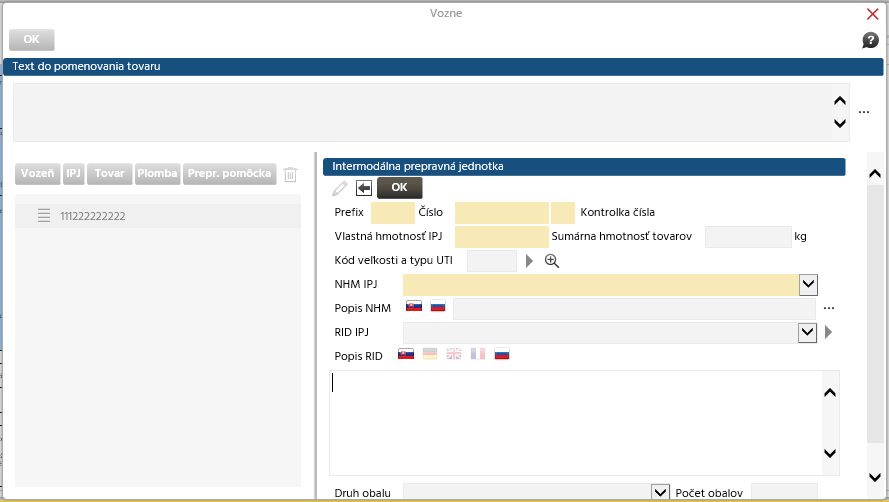 Vozne
OK
Text do pomenovania tovaru
...
Vozeň IPJ Tovar Plomba Prepr. pomôcka
111222222222
Intermodálna prepravná jednotka
OK
Prefix Číslo Kontrolka čísla
Vlastná hmotnosť IPJ Sumárna hmotnosť tovarov kg
Kód veľkosti a typu UTI
NHM IPJ
Popis NHM ...
RID IPJ
Popis RID
Druh obalu Počet obalov